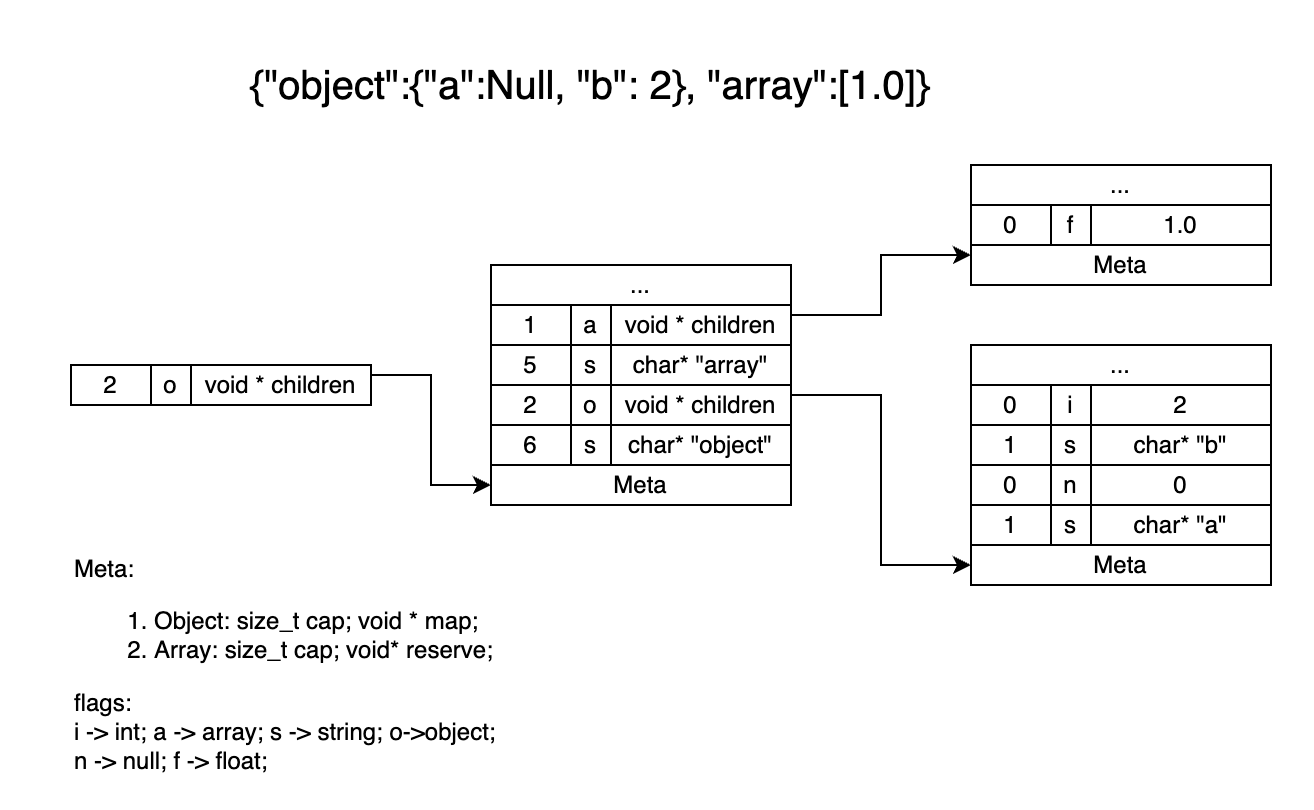 {"object":{"a":Null, "b": 2}, "array":[1.0]}
2 o void * children
...
1 a void * children
5 s char* "array"
2 o void * children
6 s char* "object"
Meta
...
0 f 1.0
Meta
...
0 i 2
1 s char* "b"
0 n 0
1 s char* "a"
Meta
Meta:
1. Object: size_t cap; void * map;
2. Array: size_t cap; void* reserve;
flags:
i -> int; a -> array; s -> string; o->object;
n -> null; f -> float;